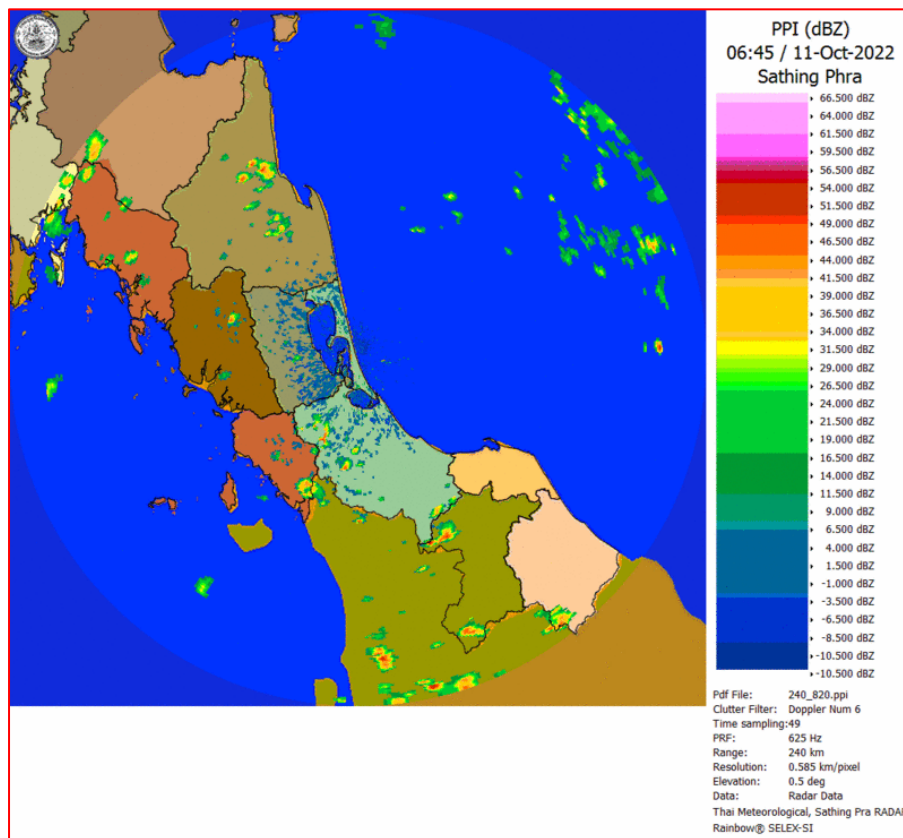 PPI (dBZ)
06:45 / 11-Oct-2022
Sathing Phra
66.500 dBZ
64.000 dBZ
61.500 dBZ
59.500 dBZ
56.500 dBZ
54.000 dBZ
51.500 dBZ
49.000 dBZ
46.500 dBZ
44.000 dBZ
41.500 dBZ
39.000 dBZ
36.500 dBZ
34.000 dBZ
31.500 dBZ
29.000 dBZ
26.500 dBZ
24.000 dBZ
21.500 dBZ
19.000 dBZ
16.500 dBZ
14.000 dBZ
11.500 dBZ
9.000 dBZ
6.500 dBZ
4.000 dBZ
1.500 dBZ
-1.000 dBZ
-3.500 dBZ
-6.500 dBZ
-8.500 dBZ
-10.500 dBZ
-10.500 dBZ
Pdf File: 240_820.ppi
Clutter Filter: Doppler Num 6
Time sampling:49
PRF: 625 Hz
Range: 240 km
Resolution: 0.585 km/pixel
Elevation: 0.5 deg
Data: Radar Data
Thai Meteorological, Sathing Pra RADAR
Rainbow® SELEX-SI